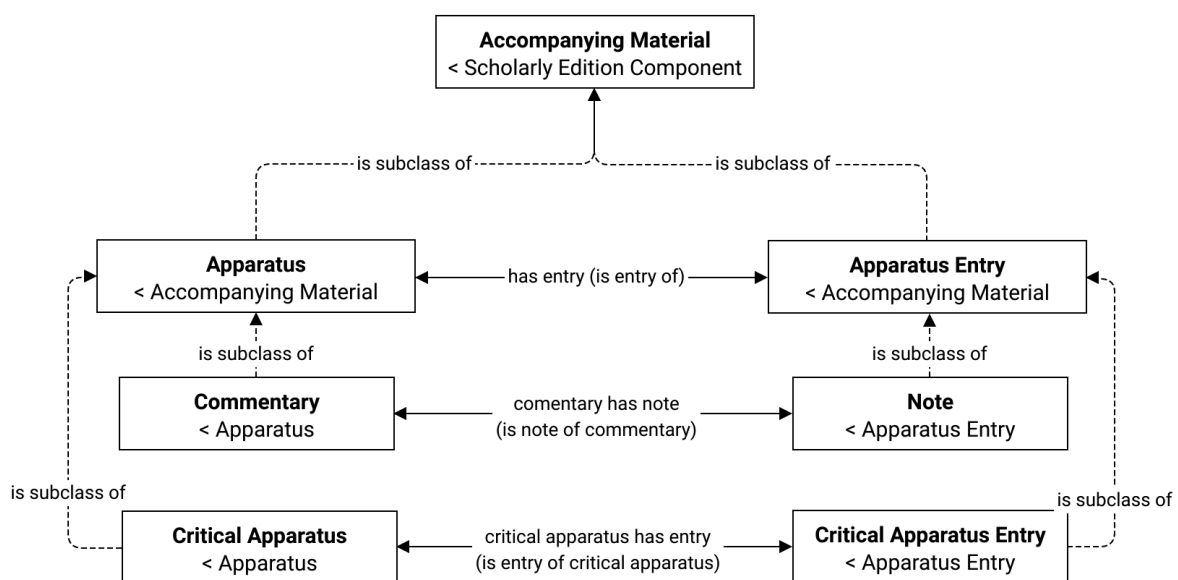 Accompanying Material
< Scholarly Edition Component
is subclass of
is subclass of
Apparatus
< Accompanying Material
has entry (is entry of)
Apparatus Entry
< Accompanying Material
is subclass of
is subclass of
Commentary
< Apparatus
comentary has note
(is note of commentary)
Note
< Apparatus Entry
is subclass of
is subclass of
Critical Apparatus
< Apparatus
critical apparatus has entry
(is entry of critical apparatus)
Critical Apparatus Entry
< Apparatus Entry